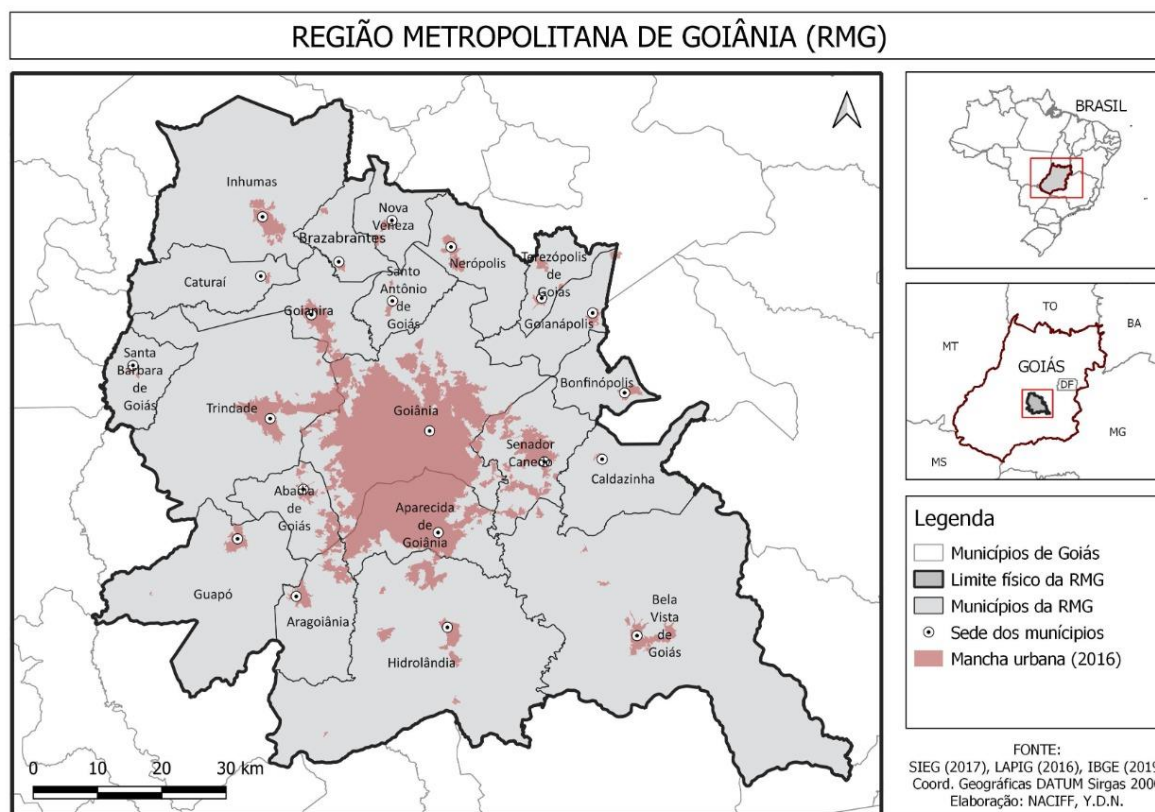 REGIÃO METROPOLITANA DE GOIÂNIA (RMG)
Inhumas
Nova
Veneza
Brazabrantes
Nerópolis
Terezópolis
de
Goiás
Caturaí
Santo
Antônio
de
Goiás
Goianira
Goianápolis
Santa
Bárbara
de
Goiás
Bonfinópolis
Trindade
Goiânia
Senador
Canedo
Caldazinha
Abadia
de
Goiás
Aparecida
de
Goiânia
Guapó
Aragoiânia
Bela
Vista
de
Goiás
Hidrolândia
0 10 20 30 km
BRASIL
TO
BA
MT
GOIÁS
DF
MG
MS
Legenda
Municípios de Goiás
Limite físico da RMG
Municípios da RMG
Sede dos munícipios
Mancha urbana (2016)
FONTE:
SIEG (2017), LAPIG (2016), IBGE (2019
Coord. Geográficas DATUM Sirgas 200
Elaboração: NACIFF, Y.D.N.